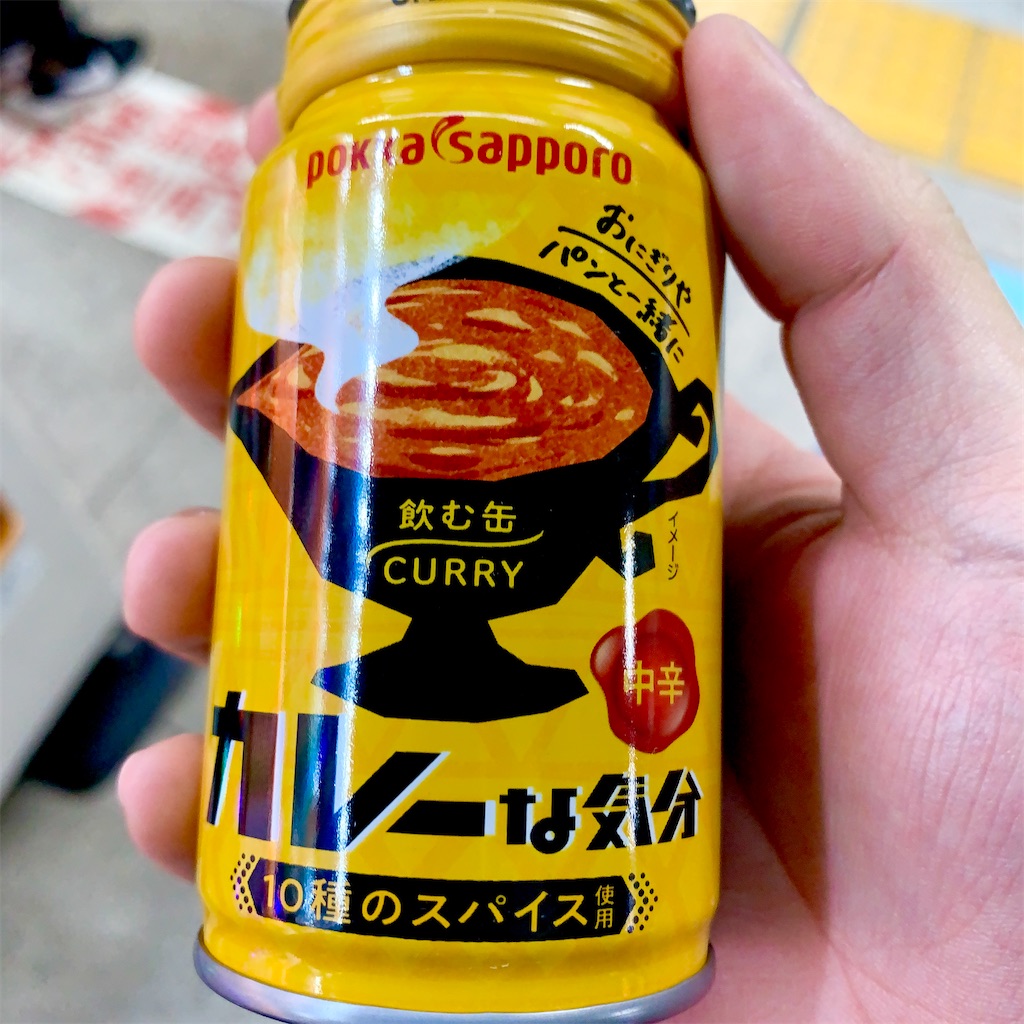 pokka sapporo
おにぎりや
パンと一緒に
飲む缶
CURRY
イメージ
中辛
カレーな気分
10種のスパイス使用